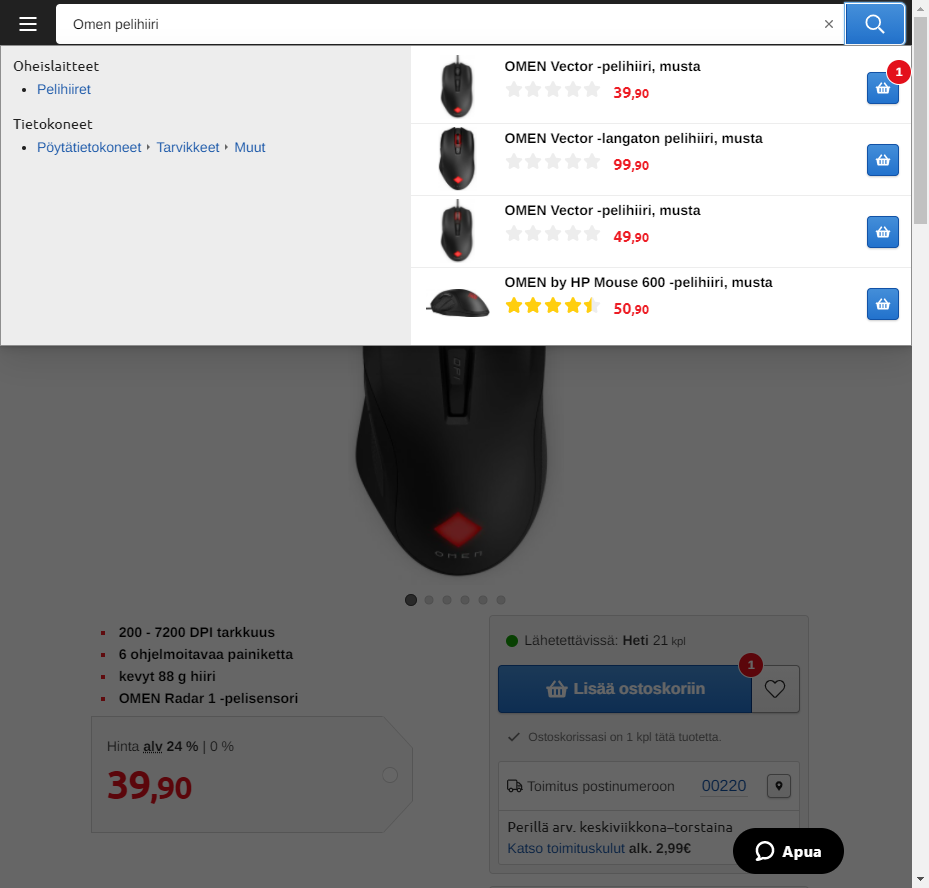 Omen pelihiiri
Oheislaitteet
Pelihiiret
Tietokoneet
Pöytätietokoneet Tarvikkeet Muut
OMEN Vector -pelihiiri, musta
39,90
1
OMEN Vector -langaton pelihiiri, musta
99,90
OMEN Vector -pelihiiri, musta
49,90
OMEN by HP Mouse 600 -pelihiiri, musta
50,90
DPI
omen
200 - 7200 DPI tarkkuus
6 ohjelmoitavaa painiketta
kevyt 88 g hiiri
OMEN Radar 1 -pelisensori
Hinta alv 24 % | 0 %
39,90
Lähetettävissä: Heti 21 kpl
1
Lisää ostoskoriin
Ostoskorissasi on 1 kpl tätä tuotetta.
Toimitus postinumeroon 00220
Perillä arv. keskiviikkona–torstaina
Katso toimituskulut alk. 2,99€
Apua